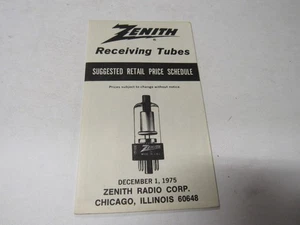 ZENITH
Receiving Tubes
SUGGESTED RETAIL PRICE SCHEDULE
Prices subject to change without notice
ZENITH
DECEMBER 1, 1975
ZENITH RADIO CORP.
CHICAGO, ILLINOIS 60648